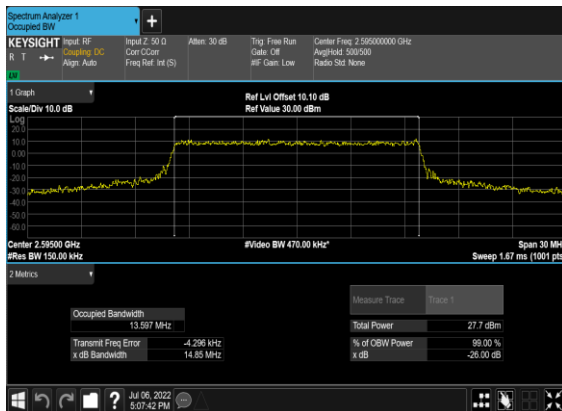 Spectrum Analyzer 1
Occupied BW
+
KEYSIGHT
R T
Input: RF
Coupling: DC
Align: Auto
Input Z: 50 Ω
Corr CCorr
Freq Ref: Int (S)
Atten: 30 dB
Trig: Free Run
Gate: Off
#IF Gain: Low
Center Freq: 2.595000000 GHz
Avg|Hold: 500/500
Radio Std: None
1 Graph
Scale/Div 10.0 dB
Ref Lvl Offset 10.10 dB
Ref Value 30.00 dBm
Log
20.0
10.0
0.00
-10.0
-20.0
-30.0
-40.0
-50.0
-60.0
Center 2.59500 GHz
#Res BW 150.00 kHz
#Video BW 470.00 kHz*
Span 30 MH
Sweep 1.67 ms (1001 pts
2 Metrics
Occupied Bandwidth
13.597 MHz
Transmit Freq Error -4.296 kHz
x dB Bandwidth 14.85 MHz
Measure Trace Trace 1
Total Power 27.7 dBm
% of OBW Power 99.00 %
x dB -26.00 dB
?
Jul 06, 2022
5:07:42 PM